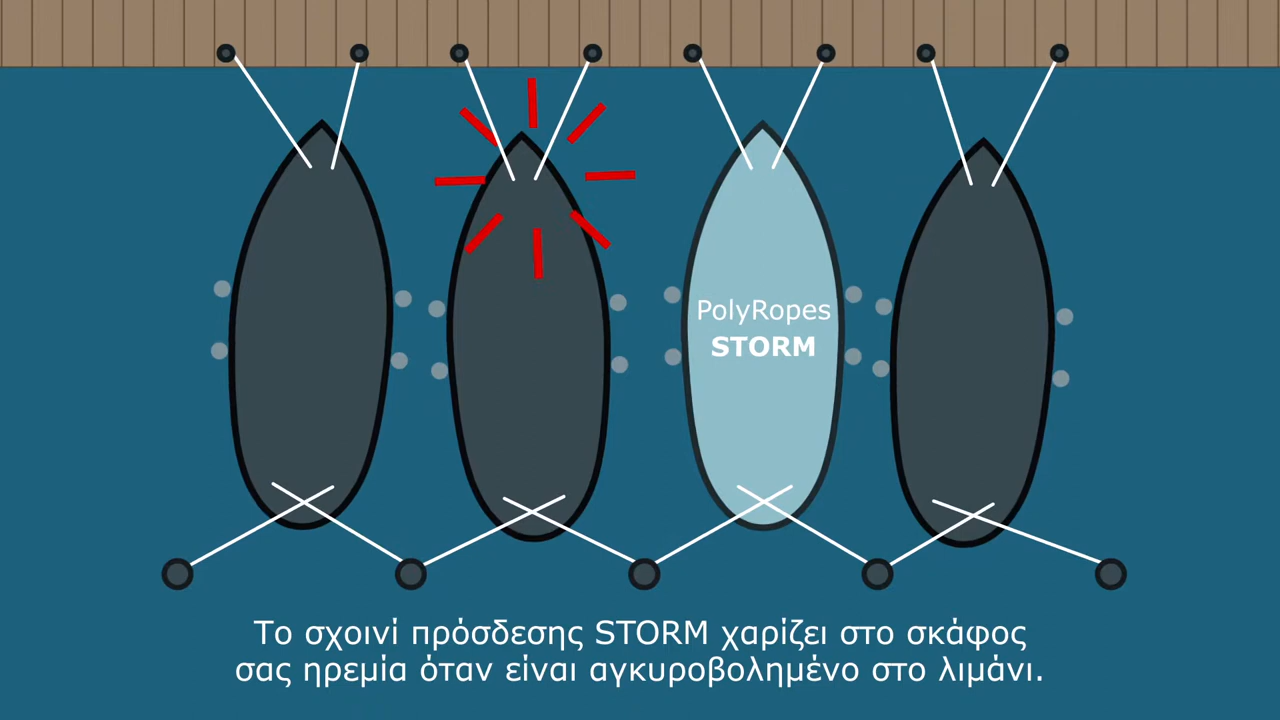 PolyRopes
STORM
Το σχοινί πρόσδεσης STORM χαρίζει στο σκάφος
σας ηρεμία όταν είναι αγκυροβολημένο στο λιμάνι.